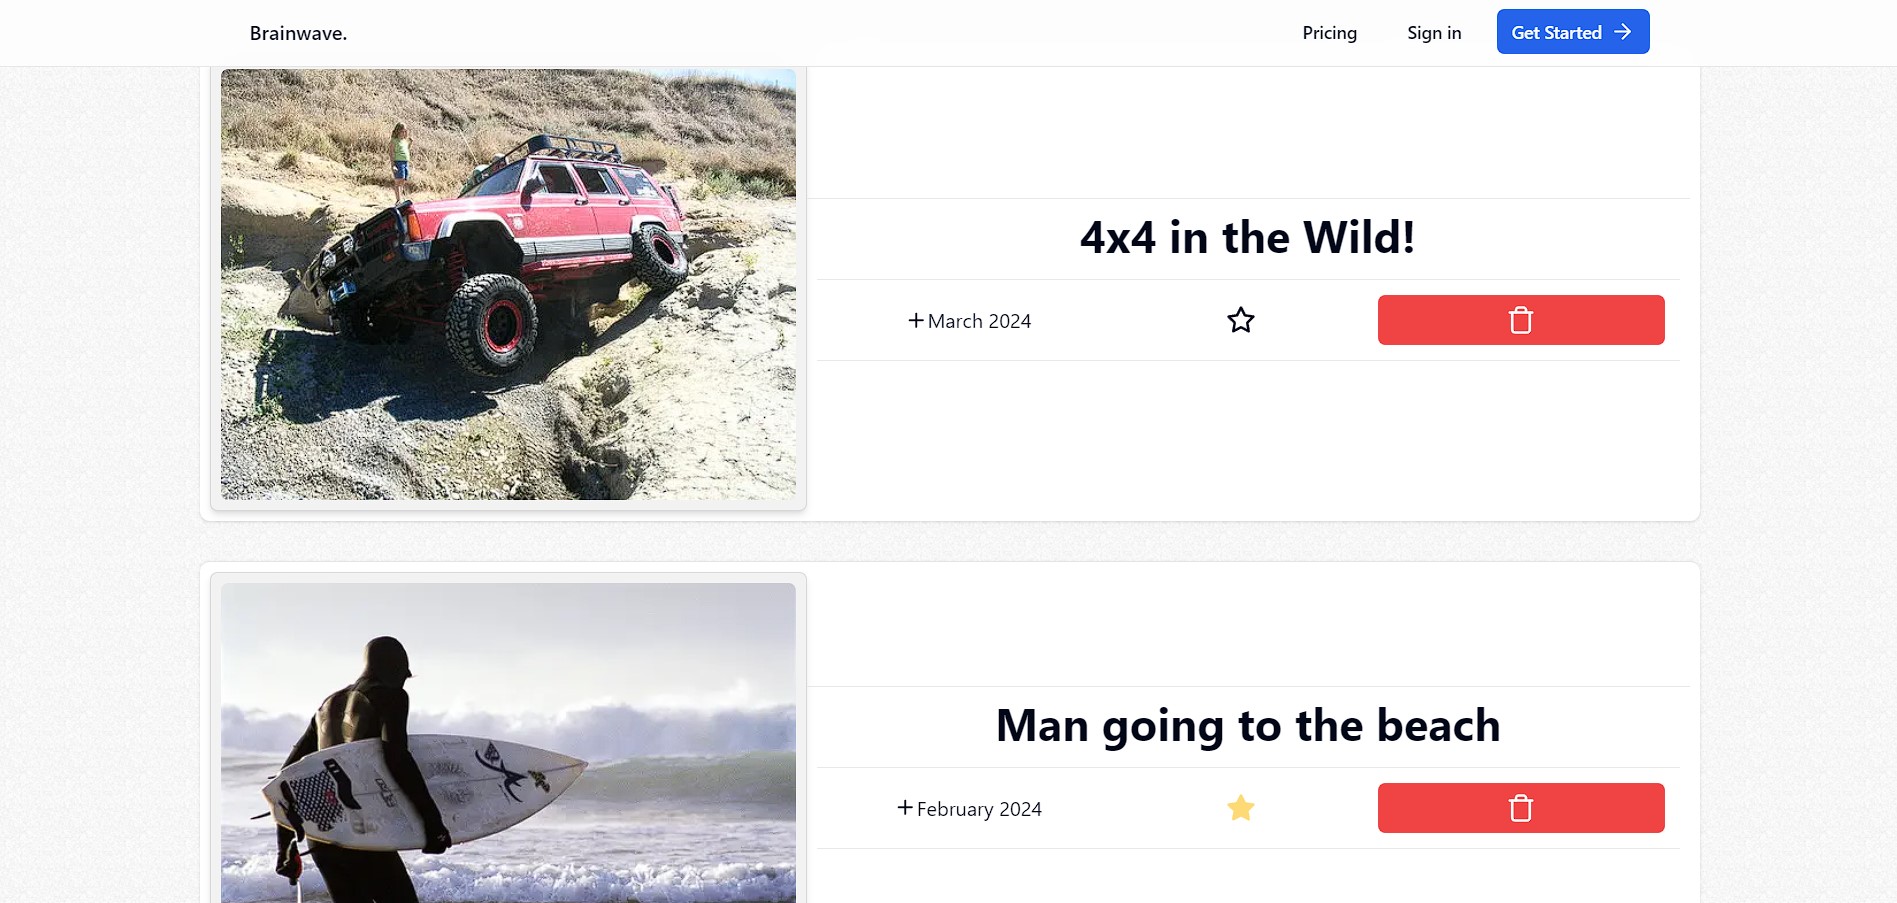 Brainwave.
Pricing
Sign in
Get Started
4x4 in the Wild!
March 2024
Man going to the beach
February 2024